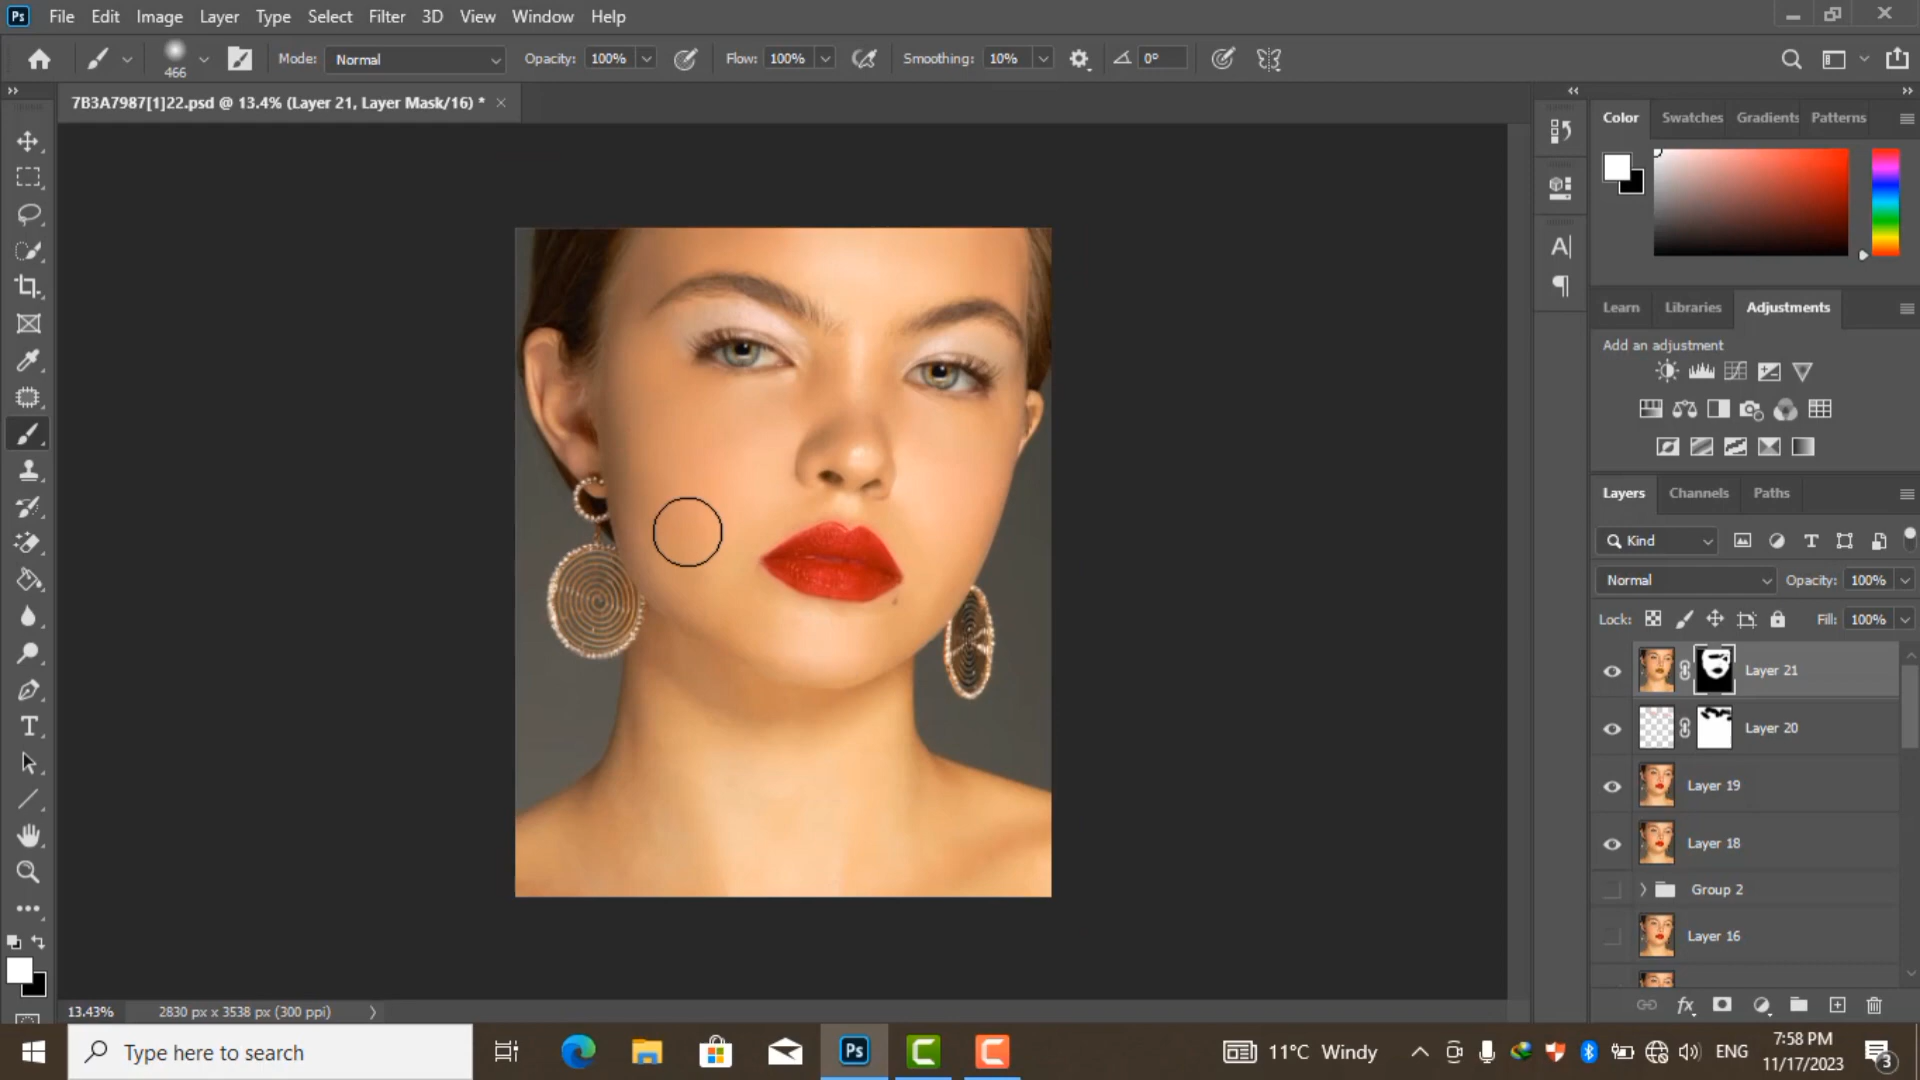 Ps File Edit Image Layer Type Select Filter 3D View Window Help
466 Mode: Normal Opacity: 100% Flow: 100% Smoothing: 10% 0°
7B3A7987[1]22.psd @ 13.4% (Layer 21, Layer Mask/16) *
Color Swatches Gradients Patterns
Learn Libraries Adjustments
Add an adjustment
Layers Channels Paths
Kind
Normal Opacity: 100%
Lock: Fill: 100%
Layer 21
Layer 20
Layer 19
Layer 18
Group 2
Layer 16
13.43% 2830 px x 3538 px (300 ppi)
Type here to search
Ps
11°C Windy
ENG
7:58 PM
11/17/2023
3